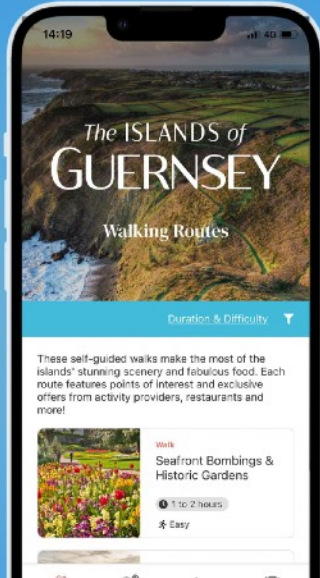 14:19
4G
The ISLANDS of
GUERNSEY
Walking Routes
Duration & Difficulty
These self-guided walks make the most of the
islands' stunning scenery and fabulous food. Each
route features points of interest and exclusive
offers from activity providers, restaurants and
more!
Walk
Seafront Bombings &
Historic Gardens
1 to 2 hours
Easy